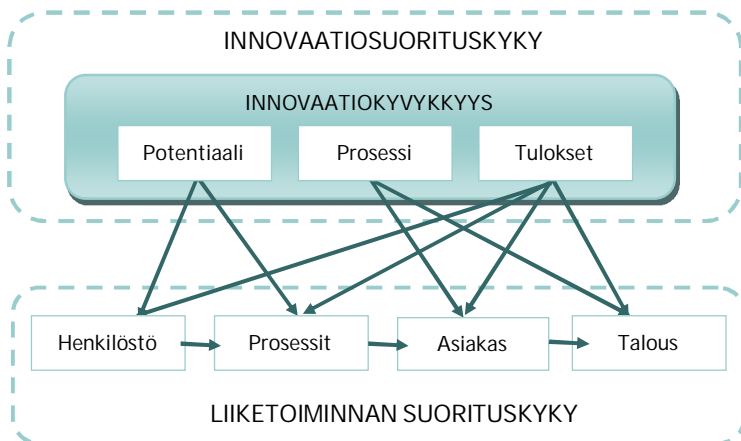 INNOVAATIOSUORITUSKYKY
INNOVAATIOKYVYKKYYS
Potentiaali
Prosessi
Tulokset
Henkilöstö
Prosessit
Asiakas
Talous
LIIKETOIMINNAN SUORITUSKYKY